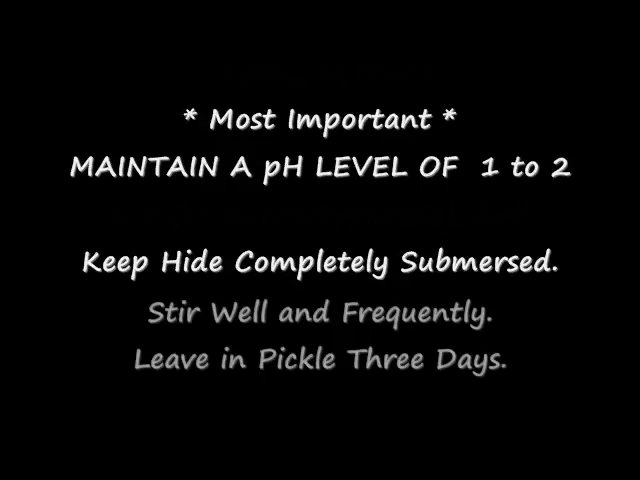 * Most Important *
MAINTAIN A pH LEVEL OF 1 to 2
Keep Hide Completely Submersed.
Stir Well and Frequently.
Leave in Pickle Three Days.